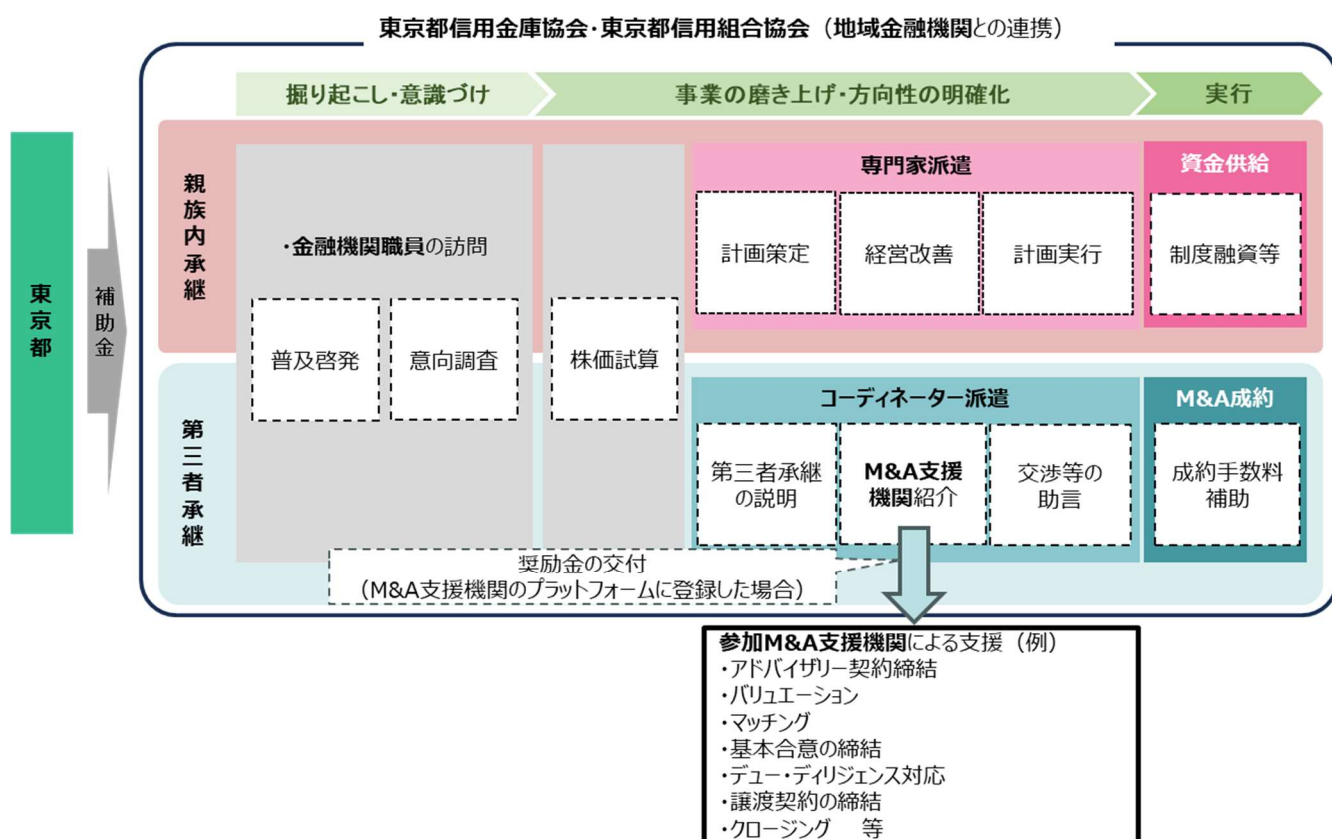 東京都信用金庫協会・東京都信用組合協会（地域金融機関との連携）
掘り起こし・意識づけ
事業の磨き上げ・方向性の明確化
実行
東京都
補助金
親族内承継
・金融機関職員の訪問
普及啓発
意向調査
株価試算
専門家派遣
計画策定
経営改善
計画実行
資金供給
制度融資等
第三者承継
コーディネーター派遣
第三者承継
の説明
M&A支援
機関紹介
交渉等の
助言
M&A成約
成約手数料
補助
奨励金の交付
（M&A支援機関のプラットフォームに登録した場合）
参加M&A支援機関による支援（例）
・アドバイザリー契約締結
・バリュエーション
・マッチング
・基本合意の締結
・デュー・ディリジェンス対応
・譲渡契約の締結
・クロージング　等